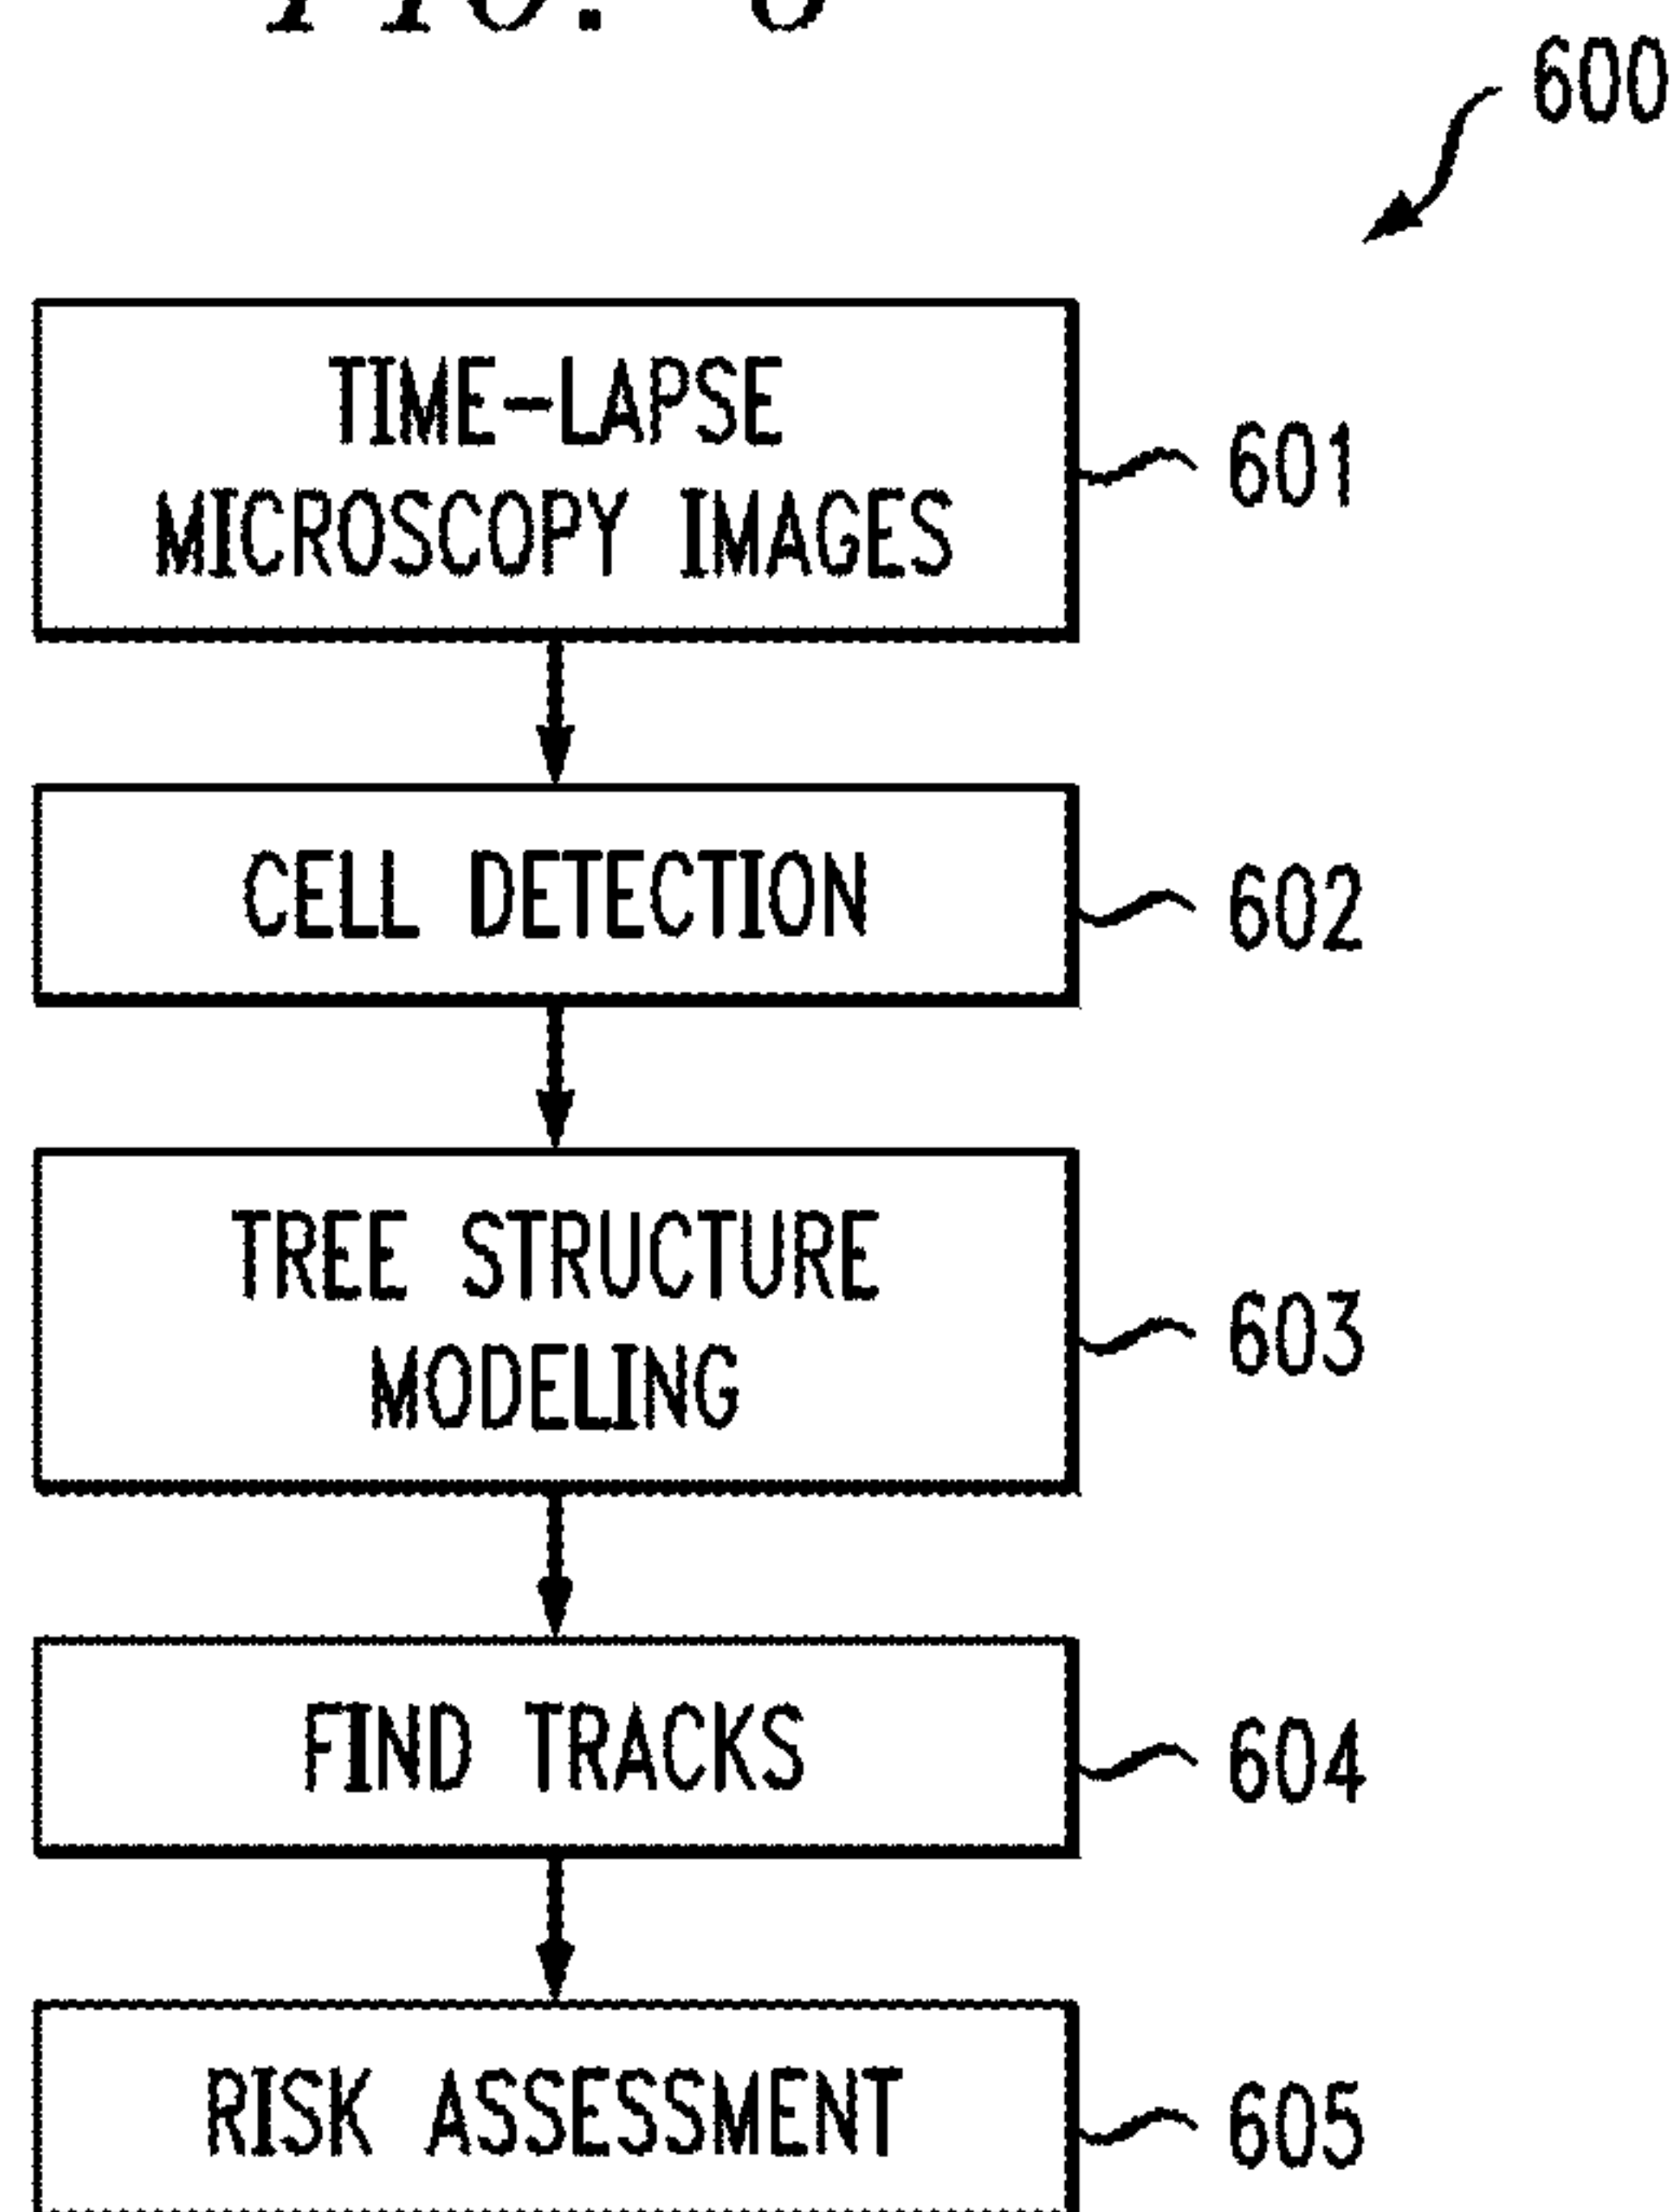 600
TIME-LAPSE
MICROSCOPY IMAGES
601
CELL DETECTION
602
TREE STRUCTURE
MODELING
603
FIND TRACKS
604
RISK ASSESSMENT
605